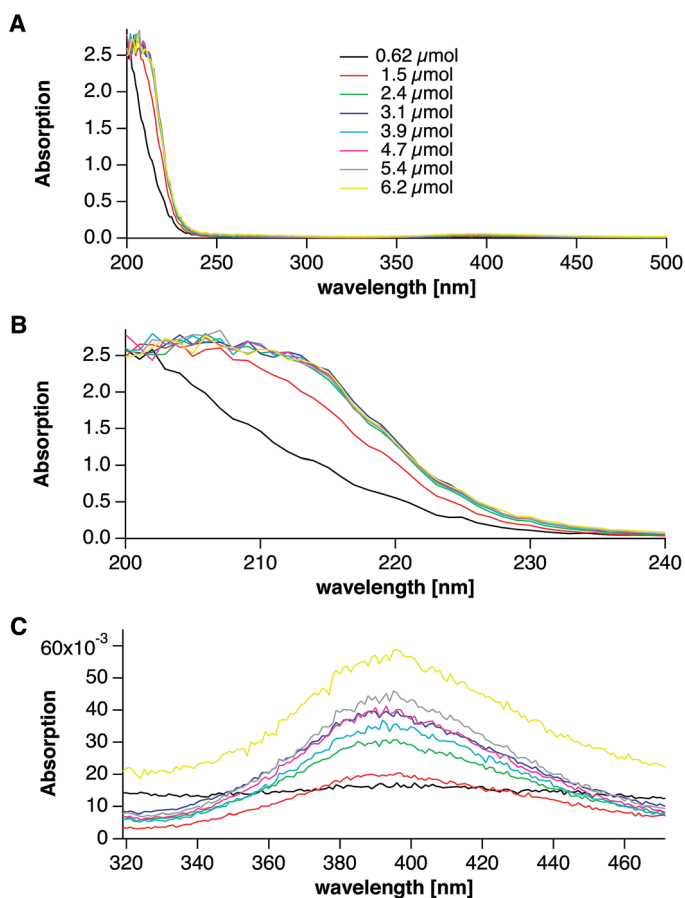 A
2.5
2.0
1.5
1.0
0.5
0.0
Absorption
200 250 300 350 400 450 500
wavelength [nm]
0.62 µmol
1.5 µmol
2.4 µmol
3.1 µmol
3.9 µmol
4.7 µmol
5.4 µmol
6.2 µmol
B
2.5
2.0
1.5
1.0
0.5
0.0
Absorption
200 210 220 230 240
wavelength [nm]
C
60x10⁻³
50
40
30
20
10
0
Absorption
320 340 360 380 400 420 440 460
wavelength [nm]